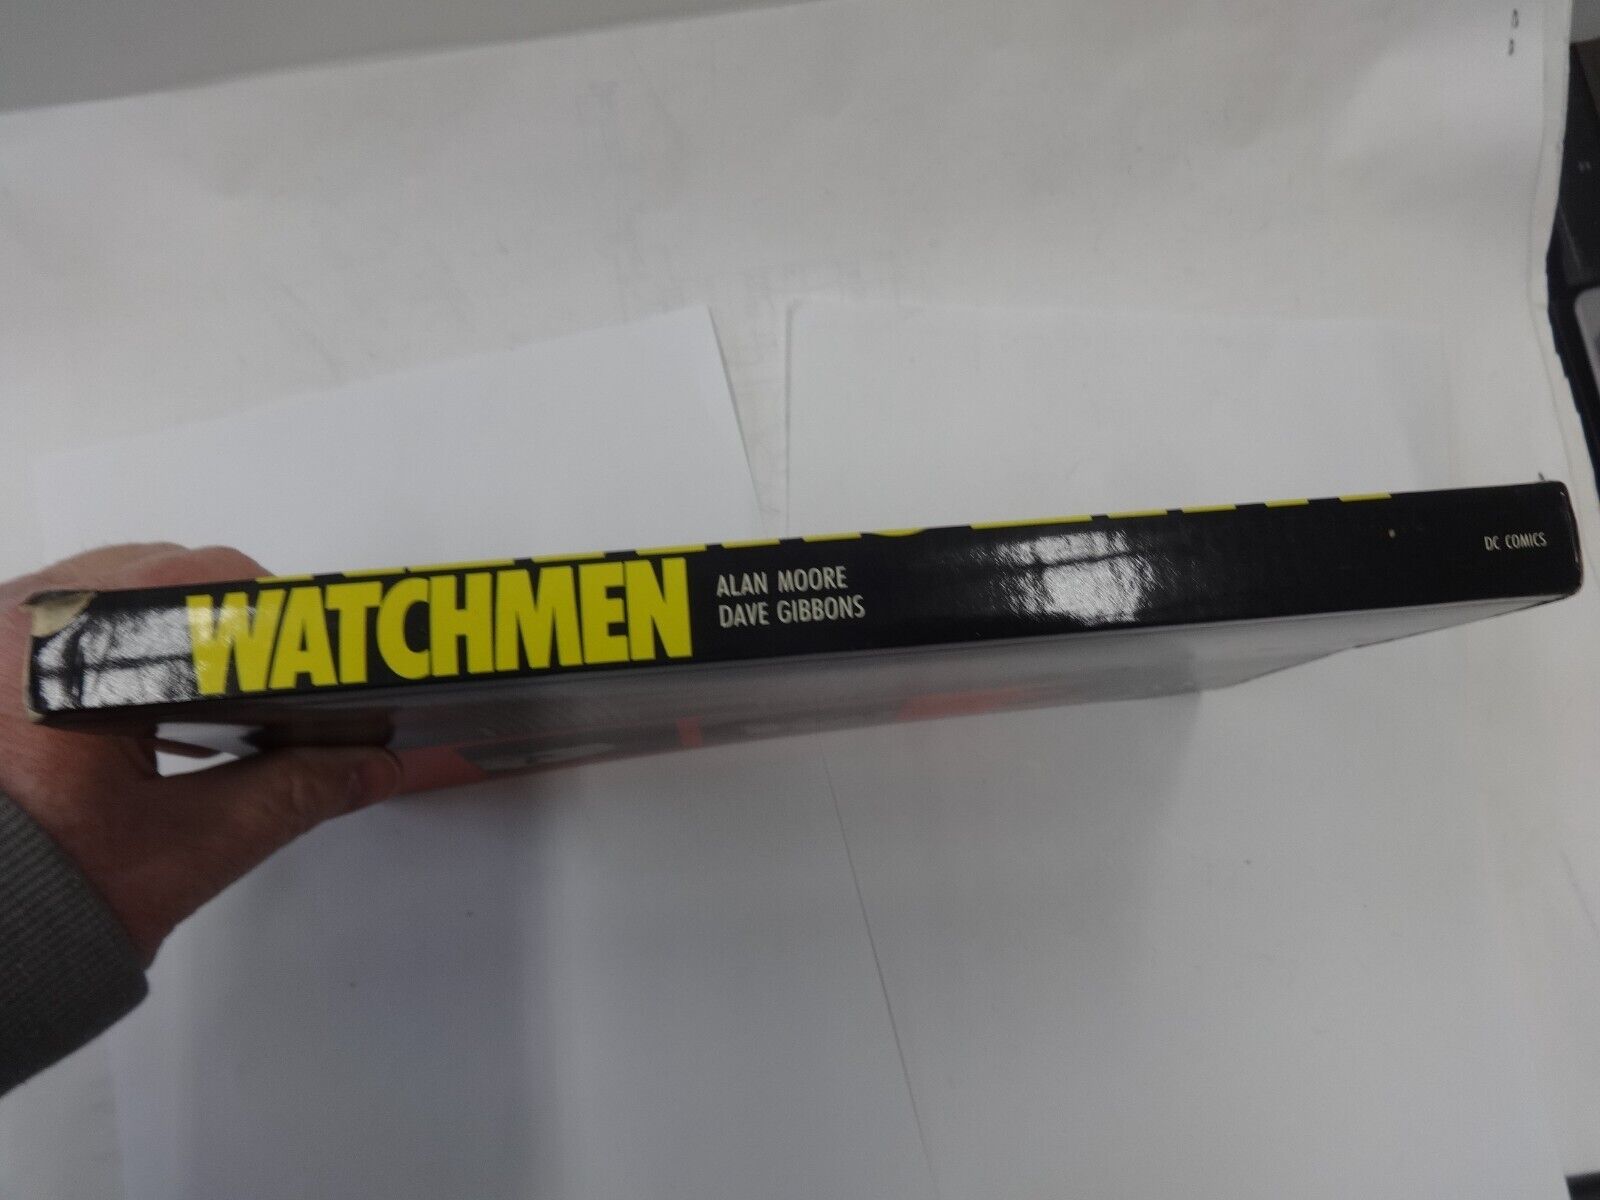 WATCHMEN
ALAN MOORE
DAVE GIBBONS
DC COMICS